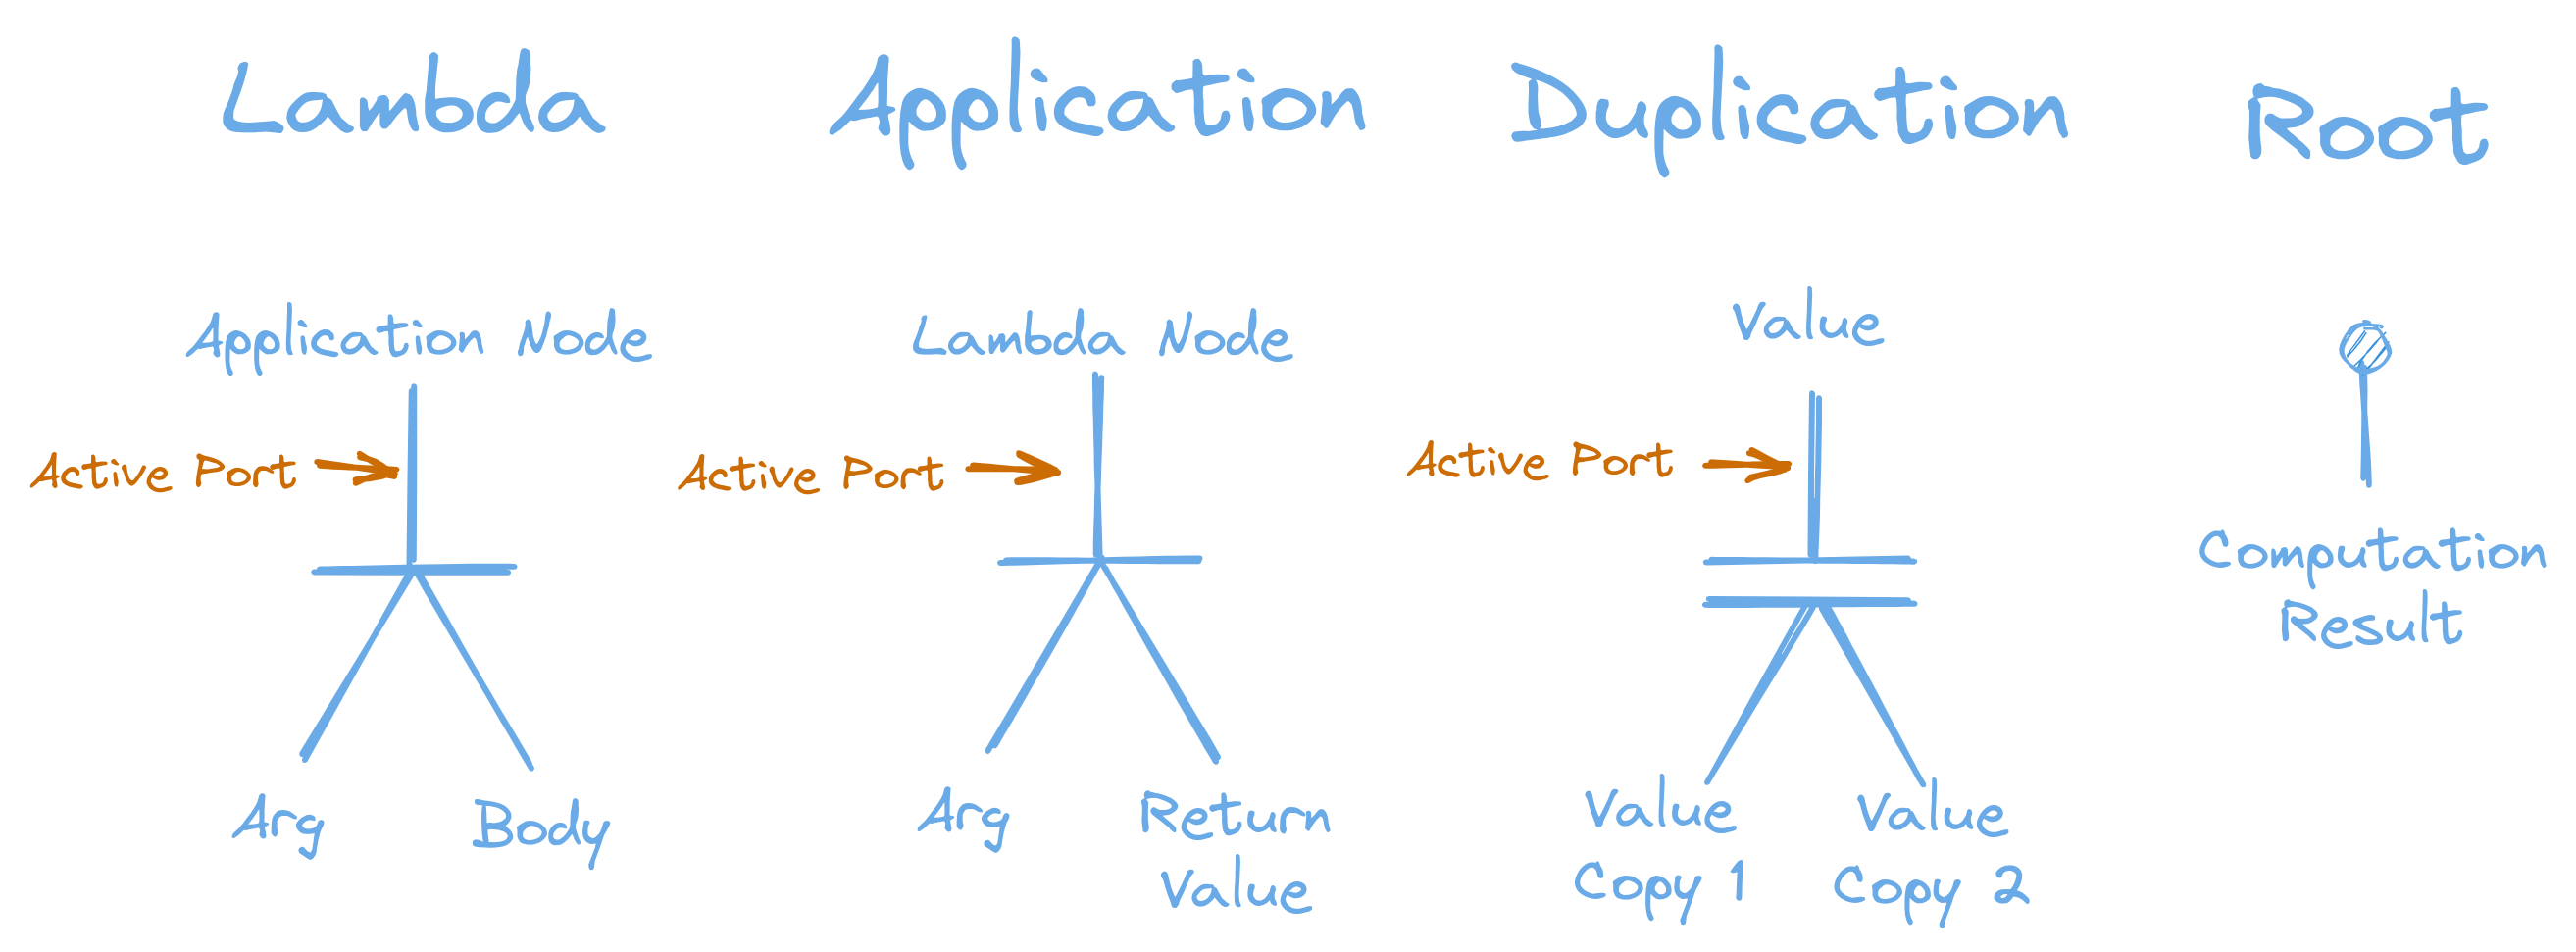 Lambda
Application
Duplication
Root
Application Node
Active Port
Arg
Body
Lambda Node
Active Port
Arg
Return
Value
Value
Active Port
Value
Copy 1
Value
Copy 2
Computation
Result